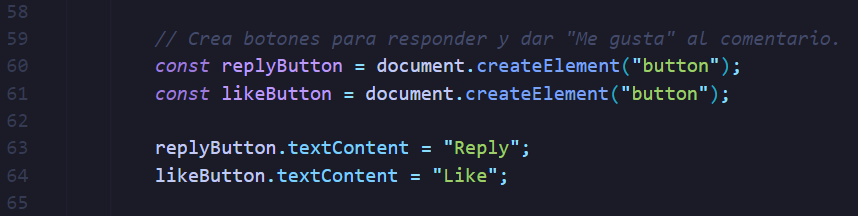 58
59 // Crea botones para responder y dar "Me gusta" al comentario.
60 const replyButton = document.createElement("button");
61 const likeButton = document.createElement("button");
62
63 replyButton.textContent = "Reply";
64 likeButton.textContent = "Like";
65